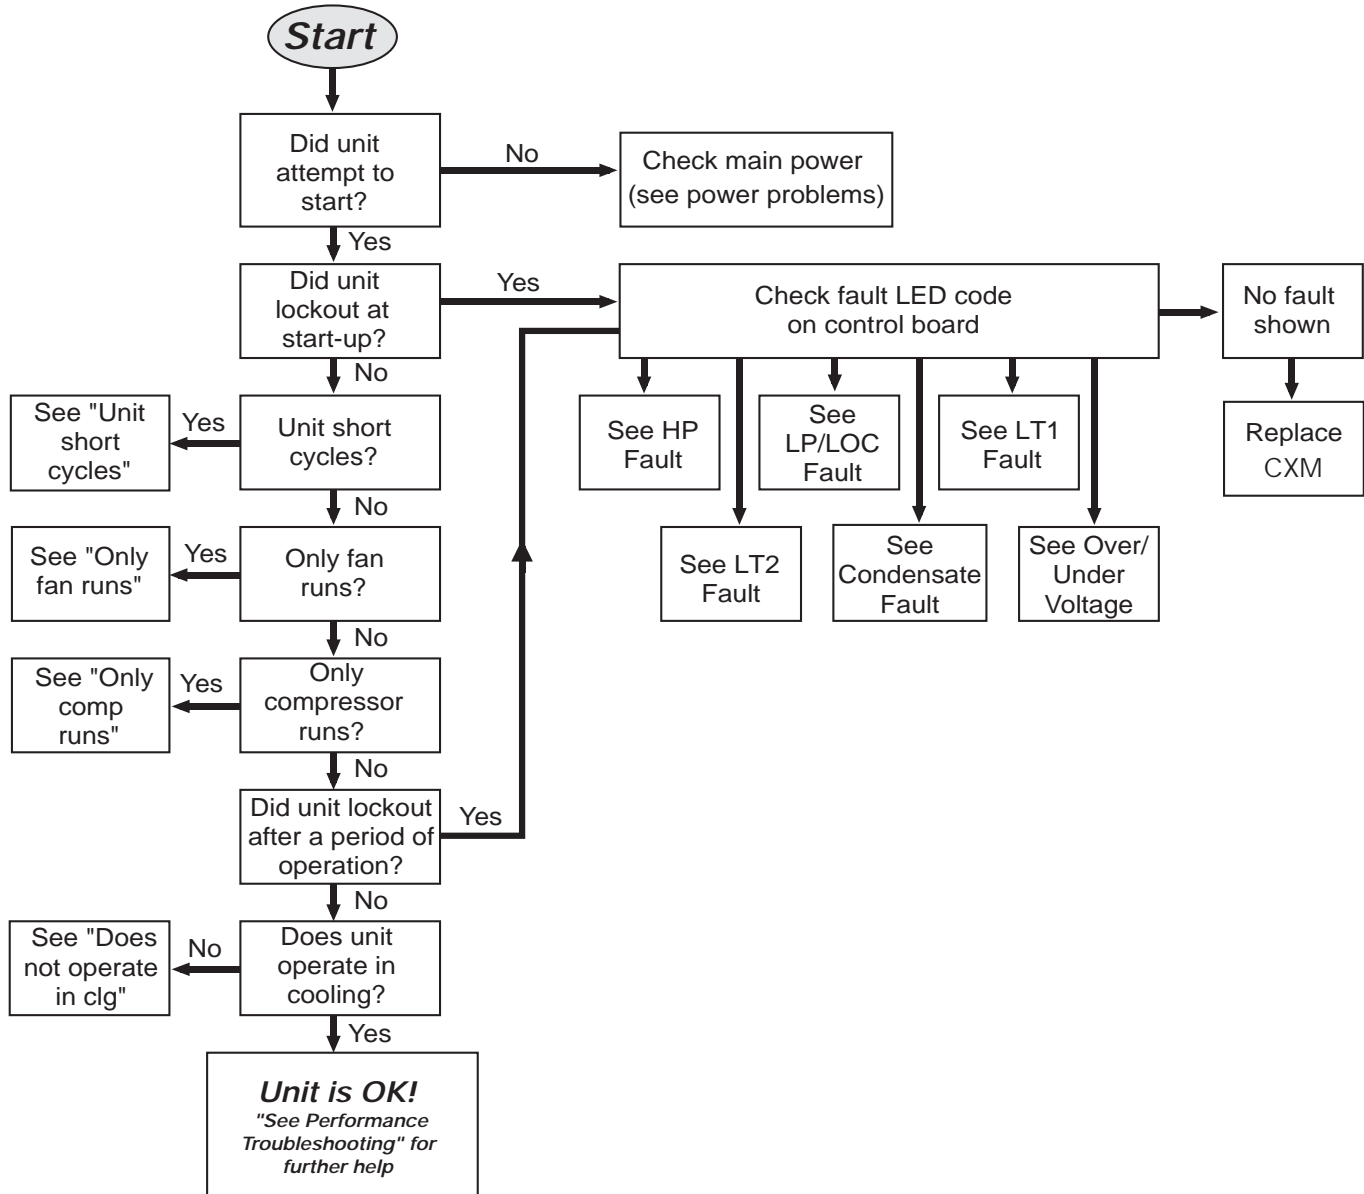 Start
Did unit
attempt to
start?
No
Check main power
(see power problems)
Yes
Did unit
lockout at
start-up?
Yes
Check fault LED code
on control board
No fault
shown
No
See "Unit
short
cycles"
Yes
Unit short
cycles?
See HP
Fault
See
LP/LOC
Fault
See LT1
Fault
Replace
CXM
No
See "Only
fan runs"
Yes
Only fan
runs?
See LT2
Fault
See
Condensate
Fault
See Over/
Under
Voltage
No
See "Only
comp
runs"
Yes
Only
compressor
runs?
No
Did unit lockout
after a period of
operation?
Yes
No
See "Does
not operate
in clg"
No
Does unit
operate in
cooling?
Yes
Unit is OK!
"See Performance
Troubleshooting" for
further help